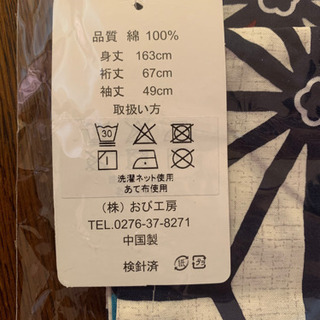 品質 綿 100%
身丈 163cm
裄丈 67cm
袖丈 49cm
取扱い方
30
洗濯ネット使用
あて布使用
(株)おび工房
TEL.0276-37-8271
中国製
検針済